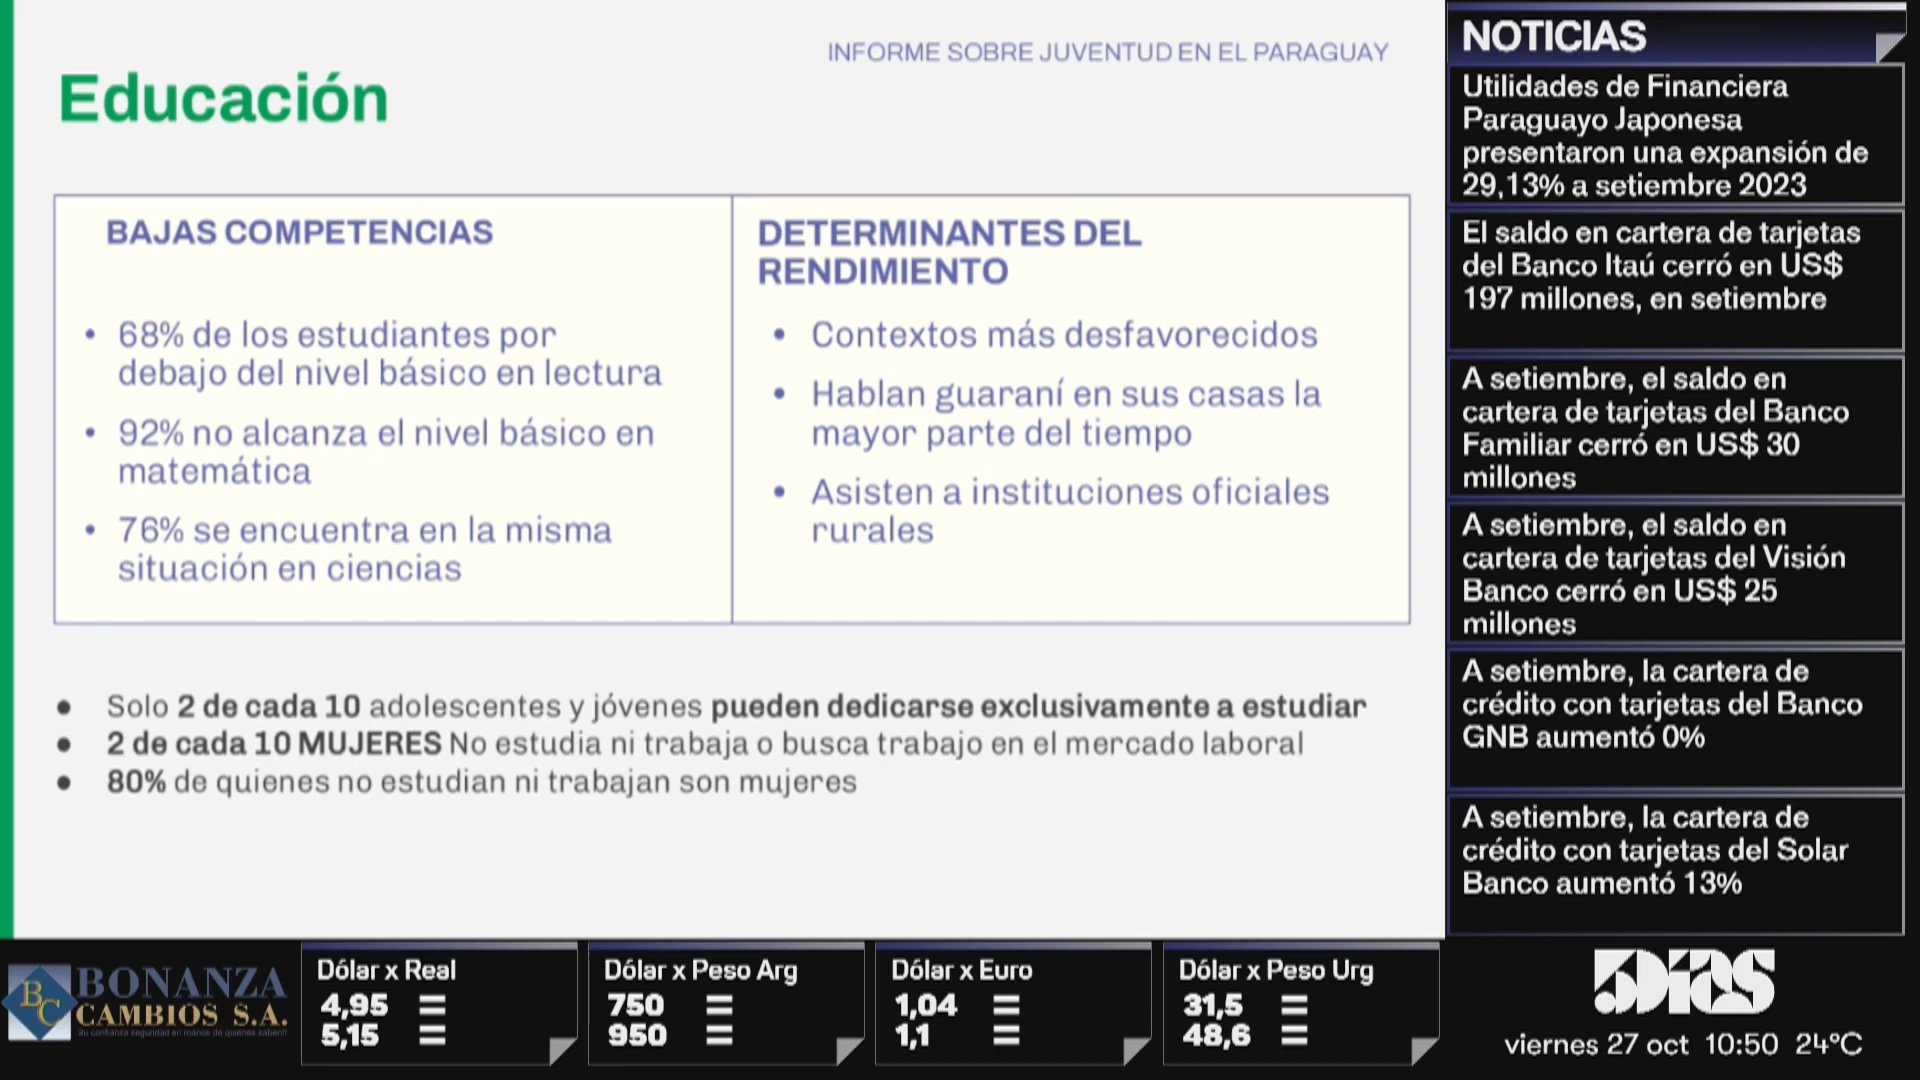 INFORME SOBRE JUVENTUD EN EL PARAGUAY
Educación
BAJAS COMPETENCIAS
• 68% de los estudiantes por
debajo del nivel básico en lectura
• 92% no alcanza el nivel básico en
matemática
• 76% se encuentra en la misma
situación en ciencias
DETERMINANTES DEL
RENDIMIENTO
• Contextos más desfavorecidos
• Hablan guaraní en sus casas la
mayor parte del tiempo
• Asisten a instituciones oficiales
rurales
● Solo 2 de cada 10 adolescentes y jóvenes pueden dedicarse exclusivamente a estudiar
● 2 de cada 10 MUJERES No estudia ni trabaja o busca trabajo en el mercado laboral
● 80% de quienes no estudian ni trabajan son mujeres
NOTICIAS
Utilidades de Financiera
Paraguayo Japonesa
presentaron una expansión de
29,13% a setiembre 2023
El saldo en cartera de tarjetas
del Banco Itaú cerró en US$
197 millones, en setiembre
A setiembre, el saldo en
cartera de tarjetas del Banco
Familiar cerró en US$ 30
millones
A setiembre, el saldo en
cartera de tarjetas del Visión
Banco cerró en US$ 25
millones
A setiembre, la cartera de
crédito con tarjetas del Banco
GNB aumentó 0%
A setiembre, la cartera de
crédito con tarjetas del Solar
Banco aumentó 13%
BC BONANZA
CAMBIOS S.A.
Su confianza seguridad en manos de quienes saben!!
Dólar x Real
4,95 =
5,15 =
Dólar x Peso Arg
750 =
950 =
Dólar x Euro
1,04 =
1,1 =
Dólar x Peso Urg
31,5 =
48,6 =
5Días
viernes 27 oct 10:50 24°C